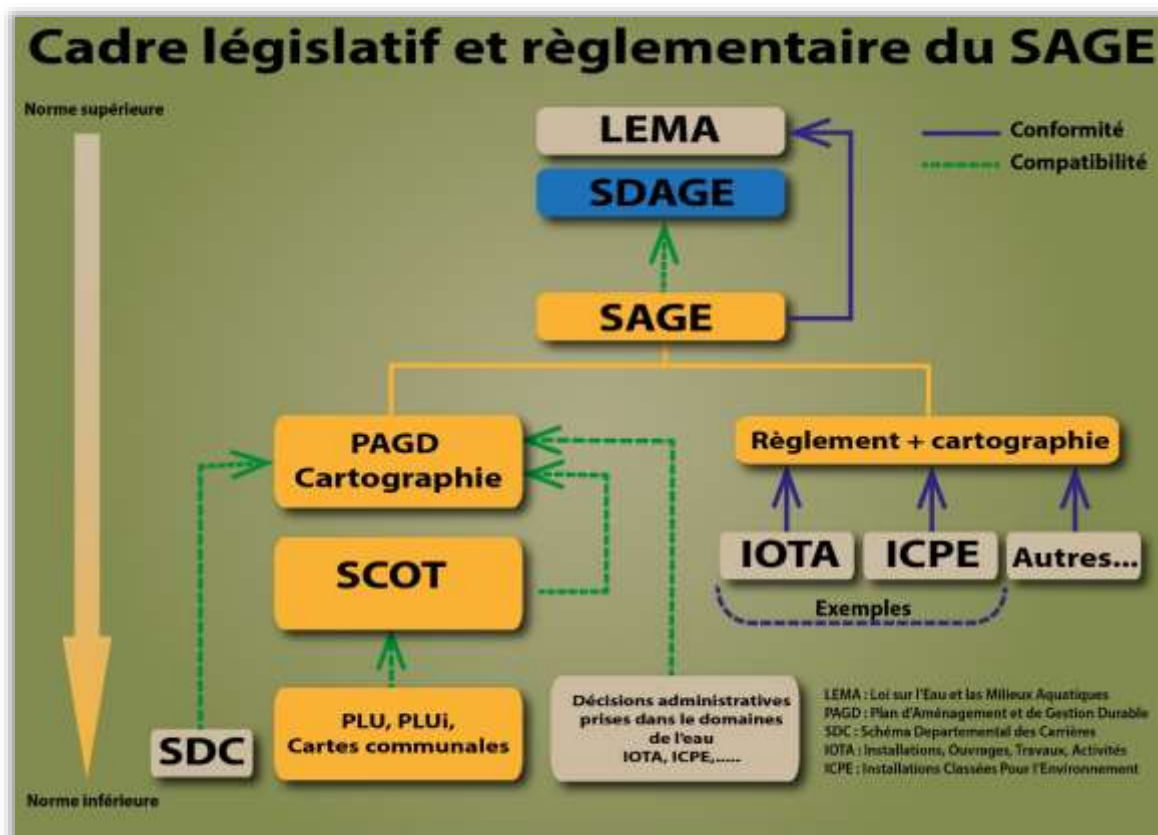 Cadre législatif et règlementaire du SAGE
Norme supérieure
LEMA
Conformité
Compatibilité
SDAGE
SAGE
PAGD
Cartographie
Règlement + cartographie
SCOT
IOTA
ICPE
Autres...
Exemples
SDC
PLU, PLUi,
Cartes communales
Décisions administratives
prises dans le domaines
de l'eau
IOTA, ICPE,.....
LEMA : Loi sur l'Eau et las Milieux Aquatiques
PAGD : Plan d'Aménagement et de Gestion Durable
SDC : Schéma Departemental des Carrières
IOTA : Installations, Ouvrages, Travaux, Activités
ICPE : Installations Classées Pour l'Environnement
Norme inférieure